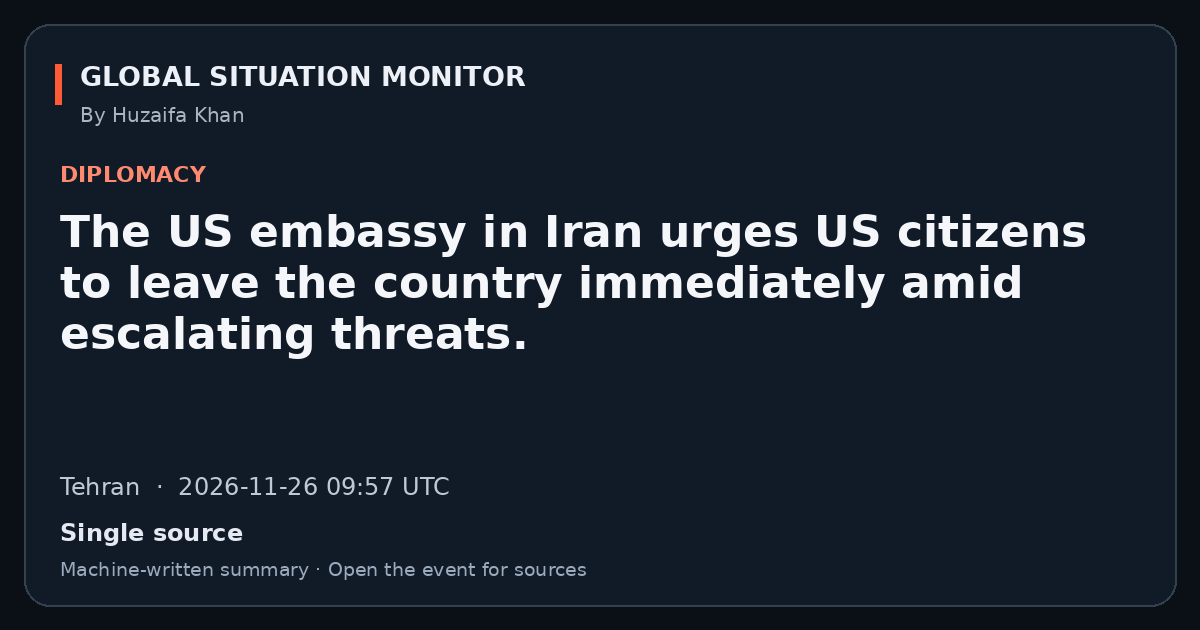 GLOBAL SITUATION MONITOR
By Huzaifa Khan
DIPLOMACY
The US embassy in Iran urges US citizens
to leave the country immediately amid
escalating threats.
Tehran · 2026-11-26 09:57 UTC
Single source
Machine-written summary · Open the event for sources